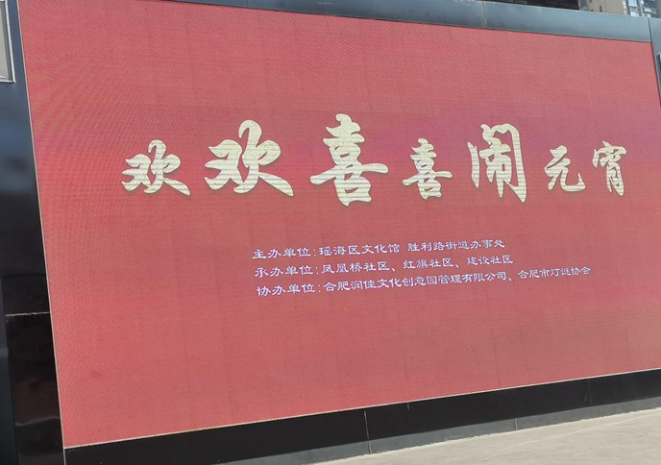 欢欢喜喜闹元宵
主办单位:瑶海区文化馆 胜利路街道办事处
承办单位:凤凰桥社区、红旗社区、建设社区
协办单位:合肥润佳文化创意园管理有限公司、合肥市灯谜协会